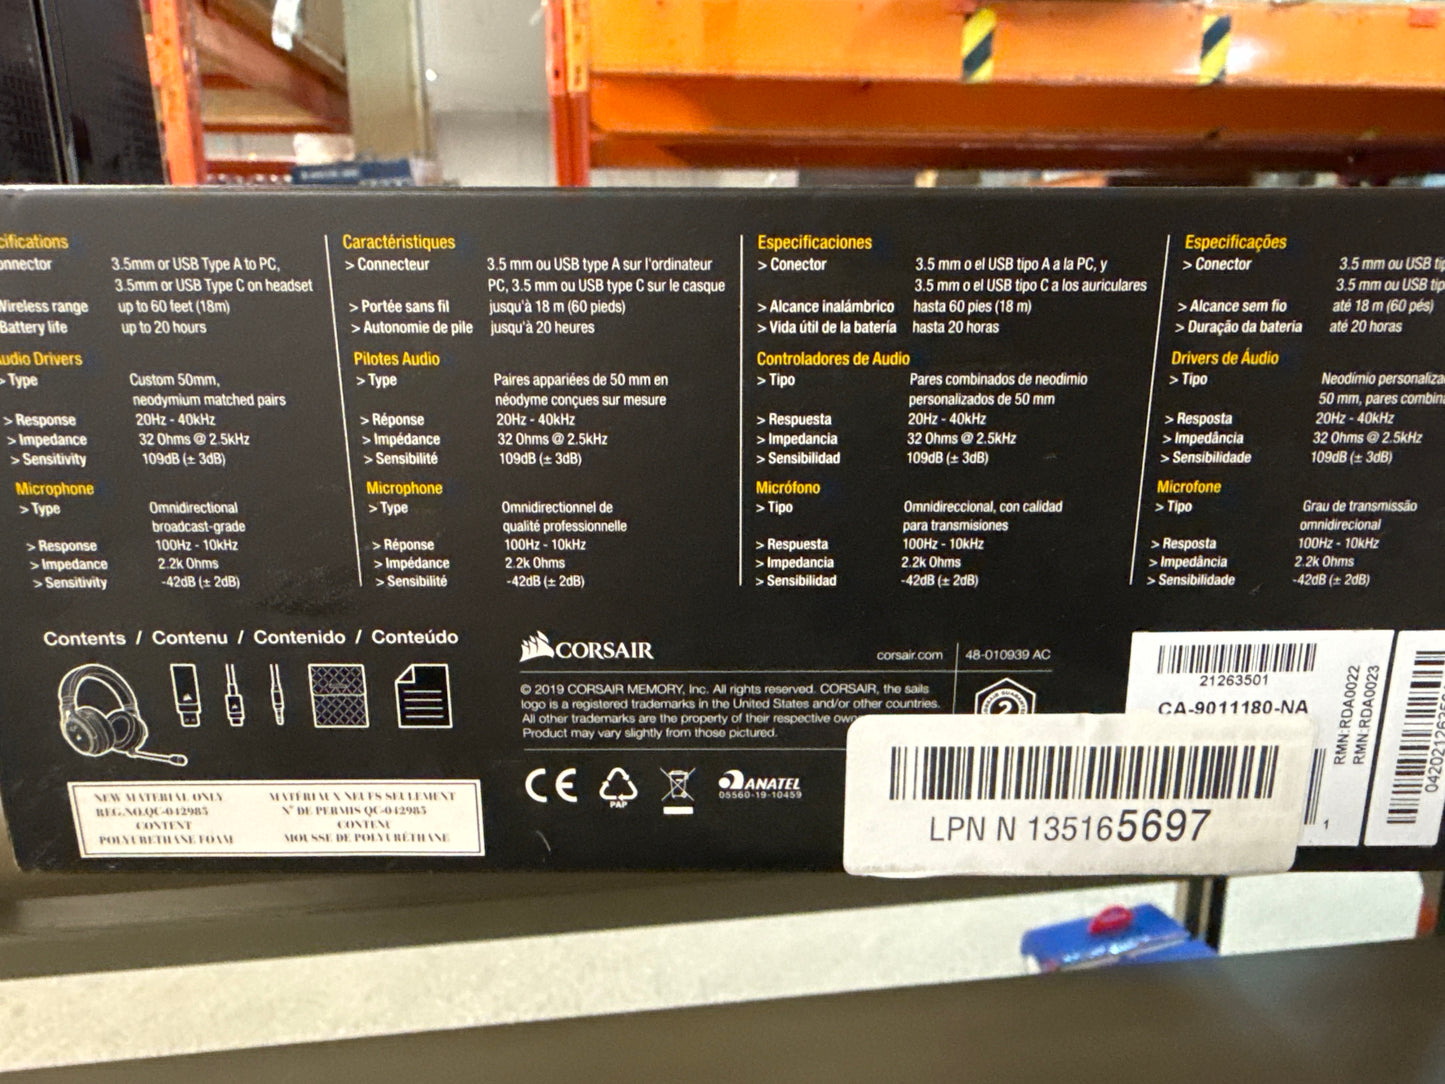 cifications
onnector 3.5mm or USB Type A to PC,
3.5mm or USB Type C on headset
Wireless range up to 60 feet (18m)
Battery life up to 20 hours
udio Drivers
> Type Custom 50mm,
neodymium matched pairs
> Response 20Hz - 40kHz
> Impedance 32 Ohms @ 2.5kHz
> Sensitivity 109dB (± 3dB)
Microphone
> Type Omnidirectional
broadcast-grade
> Response 100Hz - 10kHz
> Impedance 2.2k Ohms
> Sensitivity -42dB (± 2dB)
Caractéristiques
> Connecteur 3.5 mm ou USB type A sur l'ordinateur
PC, 3.5 mm ou USB type C sur le casque
> Portée sans fil jusqu'à 18 m (60 pieds)
> Autonomie de pile jusqu'à 20 heures
Pilotes Audio
> Type Paires appariées de 50 mm en
néodyme conçues sur mesure
> Réponse 20Hz - 40kHz
> Impédance 32 Ohms @ 2.5kHz
> Sensibilité 109dB (± 3dB)
Microphone
> Type Omnidirectionnel de
qualité professionnelle
> Réponse 100Hz - 10kHz
> Impédance 2.2k Ohms
> Sensibilité -42dB (± 2dB)
Especificaciones
> Conector 3.5 mm o el USB tipo A a la PC, y
3.5 mm o el USB tipo C a los auriculares
> Alcance inalámbrico hasta 60 pies (18 m)
> Vida útil de la batería hasta 20 horas
Controladores de Audio
> Tipo Pares combinados de neodimio
personalizados de 50 mm
> Respuesta 20Hz - 40kHz
> Impedancia 32 Ohms @ 2.5kHz
> Sensibilidad 109dB (± 3dB)
Micrófono
> Tipo Omnidireccional, con calidad
para transmisiones
> Respuesta 100Hz - 10kHz
> Impedancia 2.2k Ohms
> Sensibilidad -42dB (± 2dB)
Especificações
> Conector 3.5 mm ou USB tip
3.5 mm ou USB tip
> Alcance sem fio até 18 m (60 pés)
> Duração da bateria até 20 horas
Drivers de Áudio
> Tipo Neodímio personaliza
50 mm, pares combin
> Resposta 20Hz - 40kHz
> Impedância 32 Ohms @ 2.5kHz
> Sensibilidade 109dB (± 3dB)
Microfone
> Tipo Grau de transmissão
omnidirecional
> Resposta 100Hz - 10kHz
> Impedância 2.2k Ohms
> Sensibilidade -42dB (± 2dB)
Contents / Contenu / Contenido / Conteúdo
NEW MATERIAL ONLY
REG.NO.QC-042985
CONTENT
POLYURETHANE FOAM
MATÉRIAUX NEUFS SEULEMENT
N° DE PERMIS QC-042985
CONTENU
MOUSSE DE POLYURÉTHANE
CORSAIR
corsair.com 48-010939 AC
© 2019 CORSAIR MEMORY, Inc. All rights reserved. CORSAIR, the sails
logo is a registered trademarks in the United States and/or other countries.
All other trademarks are the property of their respective own
Product may vary slightly from those pictured.
2
CE
PAP
ANATEL
05560-19-10459
21263501
CA-9011180-NA
RMN:RDA0022
RMN:RDA0023
1
LPN N 135165697